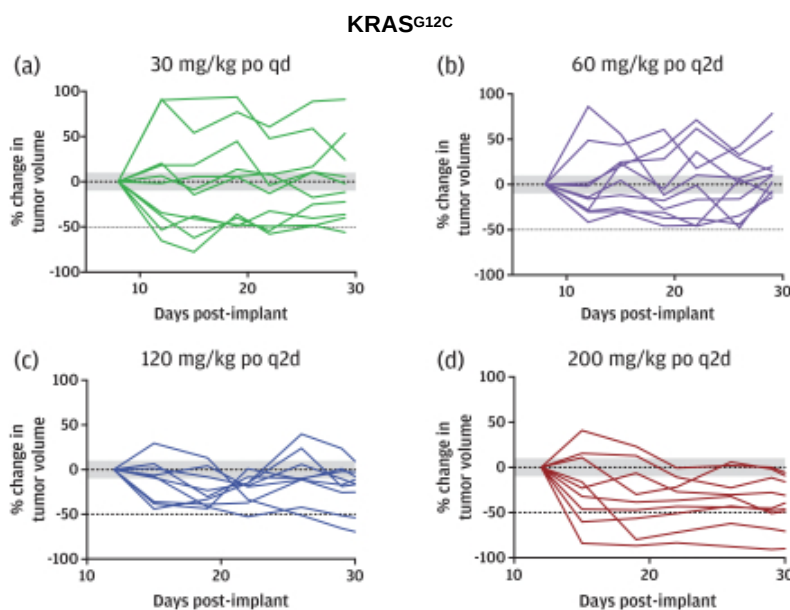 KRASG12C
(a) 30 mg/kg po qd
100
50
0
-50
-100
% change in
tumor volume
10 20 30
Days post-implant
(b) 60 mg/kg po q2d
100
50
0
-50
-100
% change in
tumor volume
10 20 30
Days post-implant
(c) 120 mg/kg po q2d
100
50
0
-50
-100
% change in
tumor volume
10 20 30
Days post-implant
(d) 200 mg/kg po q2d
100
50
0
-50
-100
% change in
tumor volume
10 20 30
Days post-implant